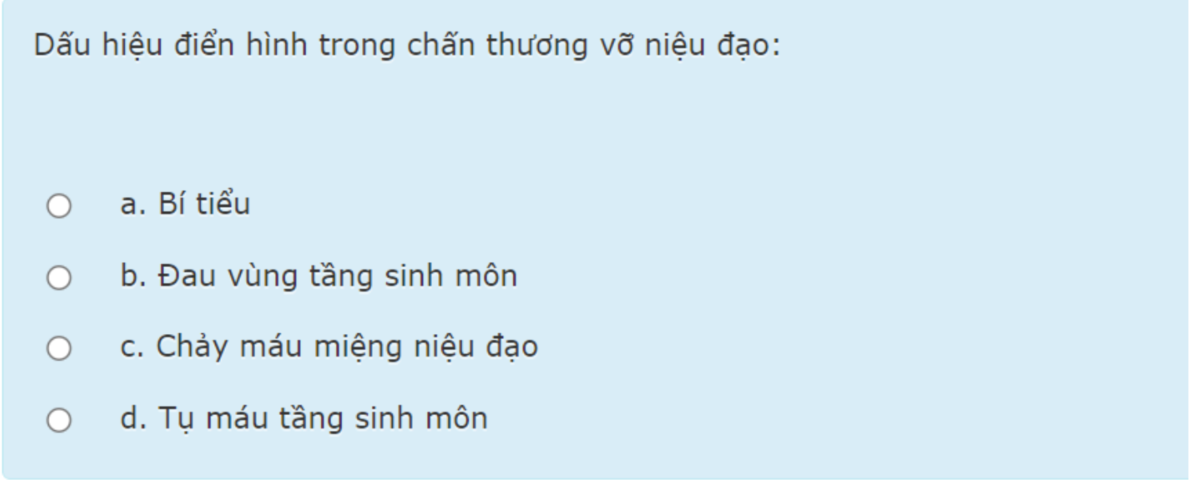 Dấu hiệu điển hình trong chấn thương vỡ niệu đạo:
a. Bí tiểu
b. Đau vùng tầng sinh môn
c. Chảy máu miệng niệu đạo
d. Tụ máu tầng sinh môn